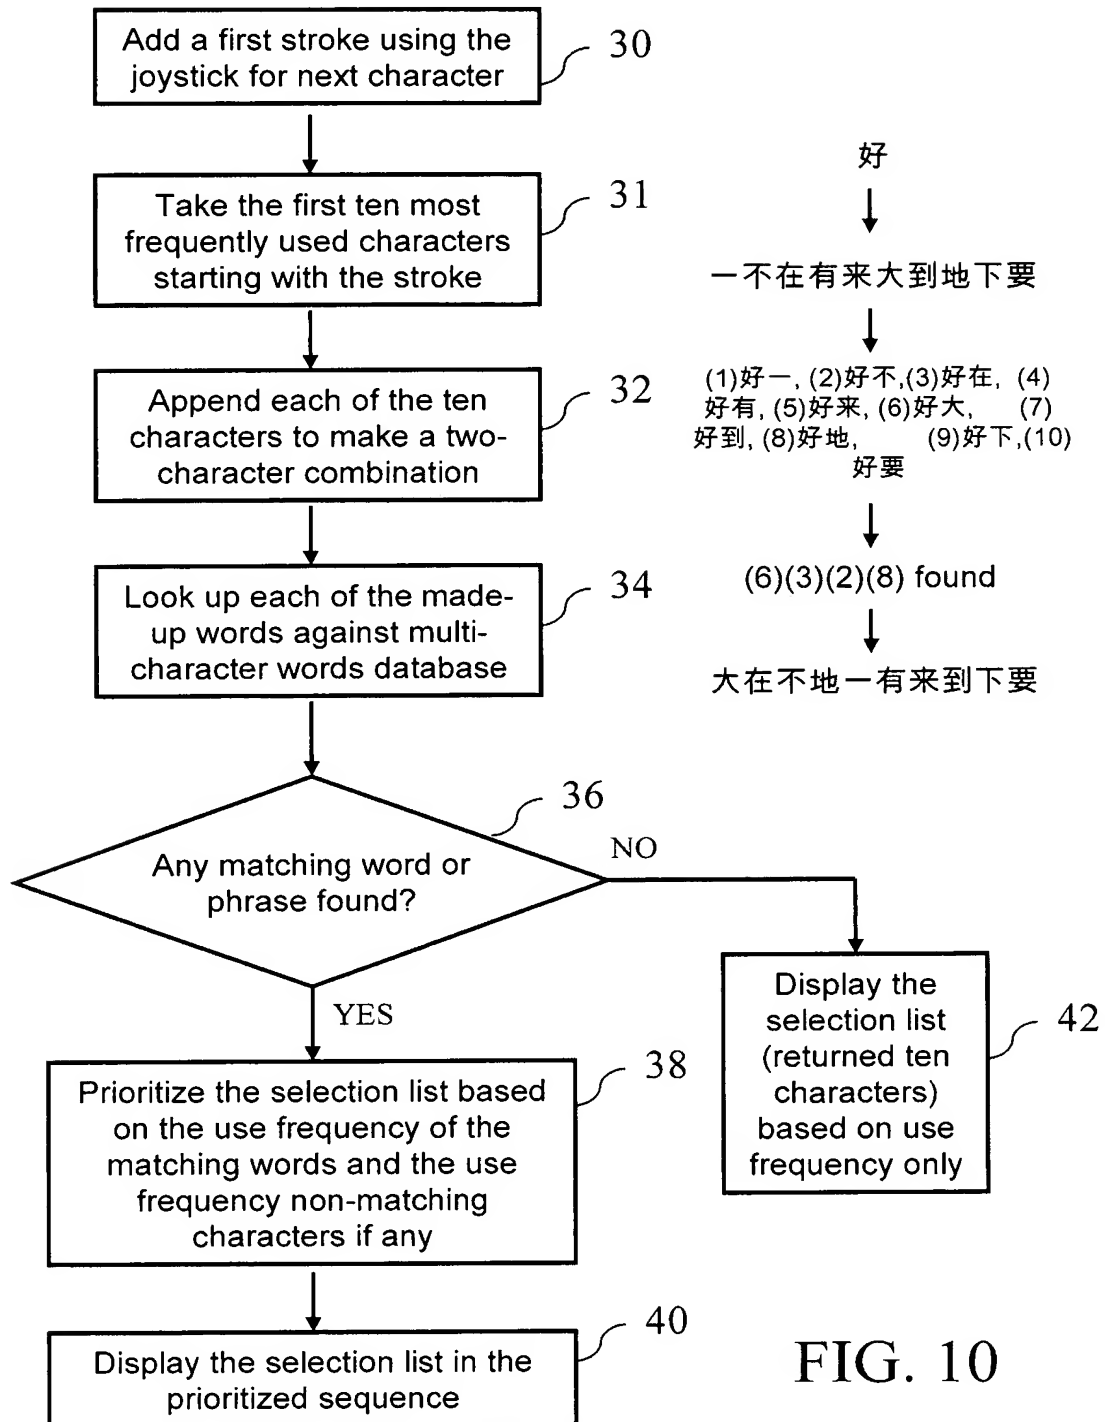 Add a first stroke using the
joystick for next character
30
Take the first ten most
frequently used characters
starting with the stroke
31
Append each of the ten
characters to make a two-
character combination
32
Look up each of the made-
up words against multi-
character words database
34
Any matching word or
phrase found?
36
NO
YES
Prioritize the selection list based
on the use frequency of the
matching words and the use
frequency non-matching
characters if any
38
Display the selection list in the
prioritized sequence
40
Display the
selection list
(returned ten
characters)
based on use
frequency only
42
好
一不在有来大到地下要
(1)好一, (2)好不,(3)好在, (4)
好有, (5)好来, (6)好大, (7)
好到, (8)好地, (9)好下,(10)
好要
(6)(3)(2)(8) found
大在不地一有来到下要
FIG. 10